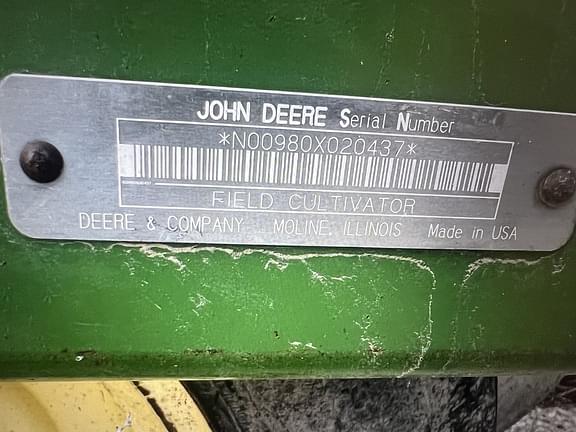 JOHN DEERE Serial Number
*N00980X020437*
FIELD CULTIVATOR
DEERE & COMPANY MOLINE, ILLINOIS Made in USA